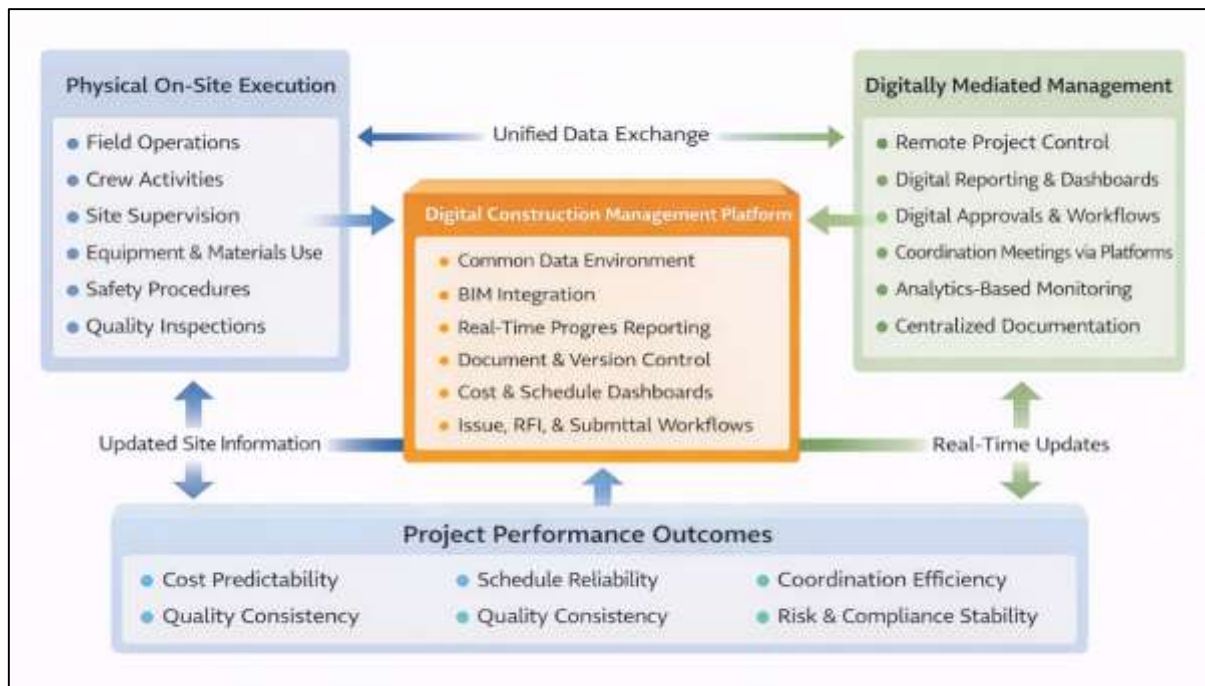 Physical On-Site Execution
Field Operations
Crew Activities
Site Supervision
Equipment & Materials Use
Safety Procedures
Quality Inspections
Unified Data Exchange
Digitally Mediated Management
Remote Project Control
Digital Reporting & Dashboards
Digital Approvals & Workflows
Coordination Meetings via Platforms
Analytics-Based Monitoring
Centralized Documentation
Digital Construction Management Platform
Common Data Environment
BIM Integration
Real-Time Progres Reporting
Document & Version Control
Cost & Schedule Dashboards
Issue, RFI, & Submttal Workflows
Updated Site Information
Real-Time Updates
Project Performance Outcomes
Cost Predictability
Schedule Reliability
Coordination Efficiency
Quality Consistency
Quality Consistency
Risk & Compliance Stability